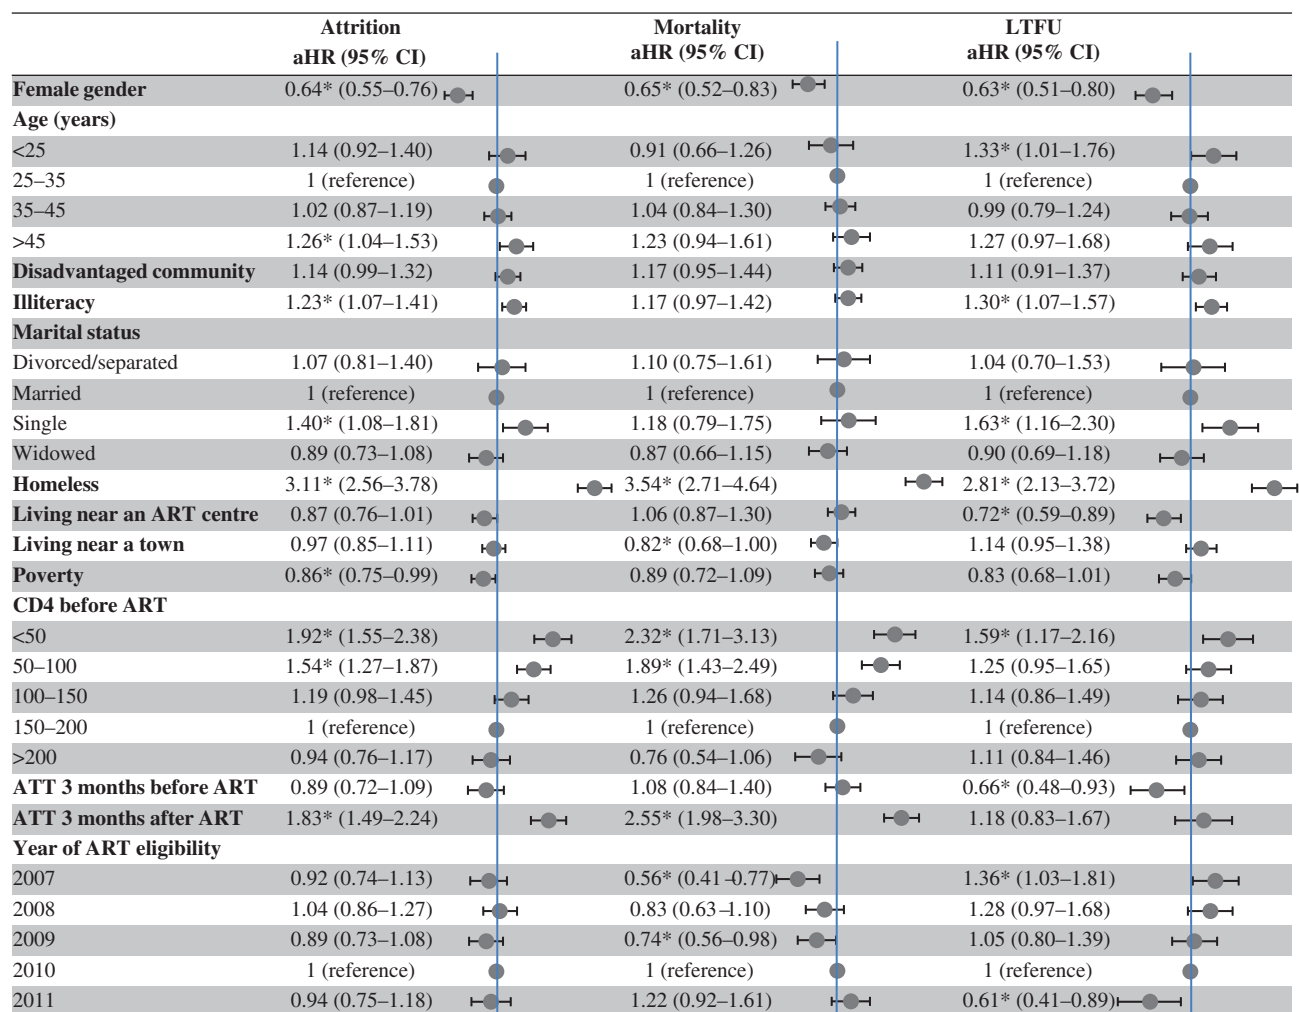 Attrition Mortality LTFU
aHR (95% CI) aHR (95% CI) aHR (95% CI)
Female gender 0.64* (0.55–0.76) 0.65* (0.52–0.83) 0.63* (0.51–0.80)
Age (years)
<25 1.14 (0.92–1.40) 0.91 (0.66–1.26) 1.33* (1.01–1.76)
25–35 1 (reference) 1 (reference) 1 (reference)
35–45 1.02 (0.87–1.19) 1.04 (0.84–1.30) 0.99 (0.79–1.24)
>45 1.26* (1.04–1.53) 1.23 (0.94–1.61) 1.27 (0.97–1.68)
Disadvantaged community 1.14 (0.99–1.32) 1.17 (0.95–1.44) 1.11 (0.91–1.37)
Illiteracy 1.23* (1.07–1.41) 1.17 (0.97–1.42) 1.30* (1.07–1.57)
Marital status
Divorced/separated 1.07 (0.81–1.40) 1.10 (0.75–1.61) 1.04 (0.70–1.53)
Married 1 (reference) 1 (reference) 1 (reference)
Single 1.40* (1.08–1.81) 1.18 (0.79–1.75) 1.63* (1.16–2.30)
Widowed 0.89 (0.73–1.08) 0.87 (0.66–1.15) 0.90 (0.69–1.18)
Homeless 3.11* (2.56–3.78) 3.54* (2.71–4.64) 2.81* (2.13–3.72)
Living near an ART centre 0.87 (0.76–1.01) 1.06 (0.87–1.30) 0.72* (0.59–0.89)
Living near a town 0.97 (0.85–1.11) 0.82* (0.68–1.00) 1.14 (0.95–1.38)
Poverty 0.86* (0.75–0.99) 0.89 (0.72–1.09) 0.83 (0.68–1.01)
CD4 before ART
<50 1.92* (1.55–2.38) 2.32* (1.71–3.13) 1.59* (1.17–2.16)
50–100 1.54* (1.27–1.87) 1.89* (1.43–2.49) 1.25 (0.95–1.65)
100–150 1.19 (0.98–1.45) 1.26 (0.94–1.68) 1.14 (0.86–1.49)
150–200 1 (reference) 1 (reference) 1 (reference)
>200 0.94 (0.76–1.17) 0.76 (0.54–1.06) 1.11 (0.84–1.46)
ATT 3 months before ART 0.89 (0.72–1.09) 1.08 (0.84–1.40) 0.66* (0.48–0.93)
ATT 3 months after ART 1.83* (1.49–2.24) 2.55* (1.98–3.30) 1.18 (0.83–1.67)
Year of ART eligibility
2007 0.92 (0.74–1.13) 0.56* (0.41–0.77) 1.36* (1.03–1.81)
2008 1.04 (0.86–1.27) 0.83 (0.63–1.10) 1.28 (0.97–1.68)
2009 0.89 (0.73–1.08) 0.74* (0.56–0.98) 1.05 (0.80–1.39)
2010 1 (reference) 1 (reference) 1 (reference)
2011 0.94 (0.75–1.18) 1.22 (0.92–1.61) 0.61* (0.41–0.89)